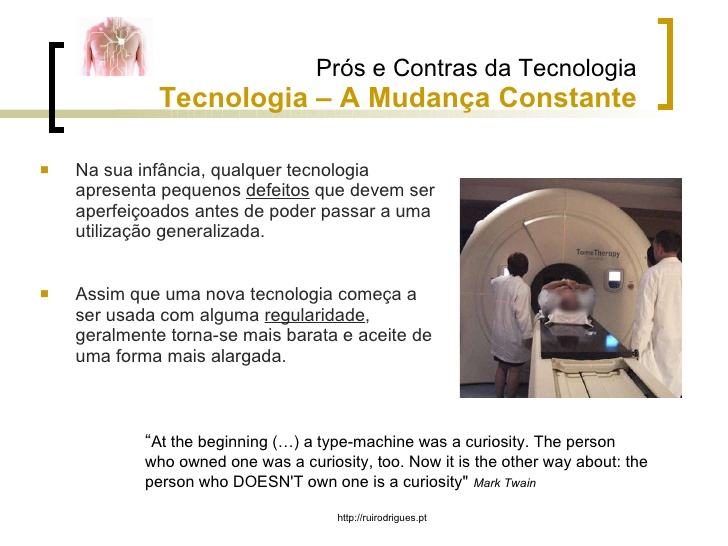 Prós e Contras da Tecnologia
Tecnologia – A Mudança Constante
Na sua infância, qualquer tecnologia
apresenta pequenos defeitos que devem ser
aperfeiçoados antes de poder passar a uma
utilização generalizada.
Assim que uma nova tecnologia começa a
ser usada com alguma regularidade,
geralmente torna-se mais barata e aceite de
uma forma mais alargada.
TomoTherapy
“At the beginning (…) a type-machine was a curiosity. The person
who owned one was a curiosity, too. Now it is the other way about: the
person who DOESN'T own one is a curiosity" Mark Twain
http://ruirodrigues.pt